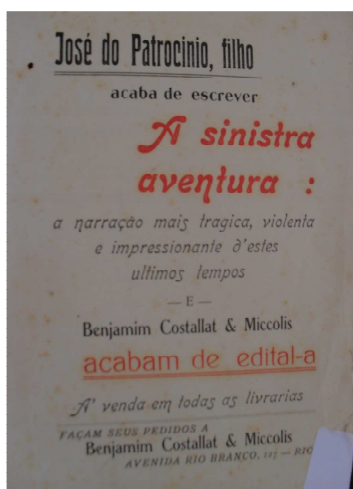 José do Patrocinio, filho
acaba de escrever
A sinistra
aventura :
a narração mais tragica, violenta
e impressionante d'estes
ultimos tempos
— E —
Benjamim Costallat & Miccolis
acabam de edital-a
A' venda em todas as livrarias
FAÇAM SEUS PEDIDOS A
Benjamim Costallat & Miccolis
AVENIDA RIO BRANCO, — RIO